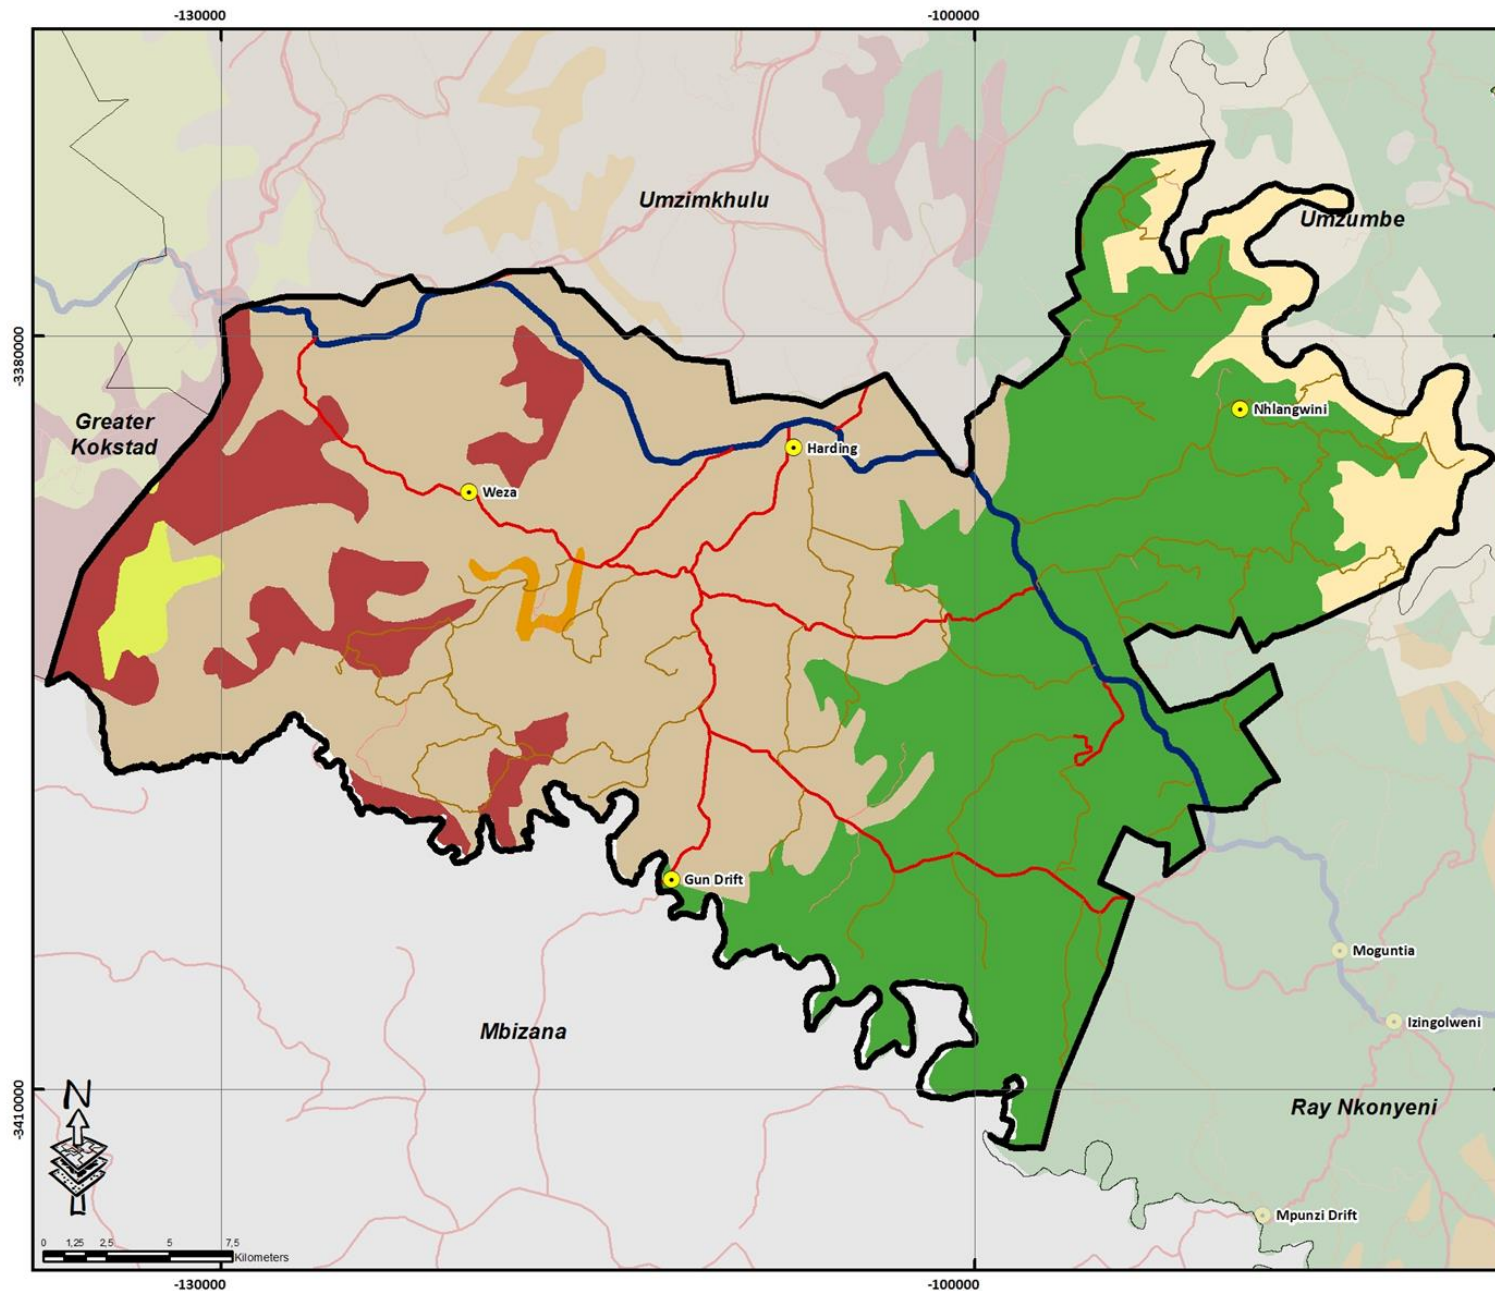 -130000
-100000
Umzimkhulu
Umzumbe
-3380000
Greater
Kokstad
Nhlangwini
Harding
Weza
Gun Drift
Moguntia
Izingolweni
Mbizana
-3410000
N
Ray Nkonyeni
Mpunzi Drift
0 1,25 2,5 5 7,5
Kilometers
-130000
-100000